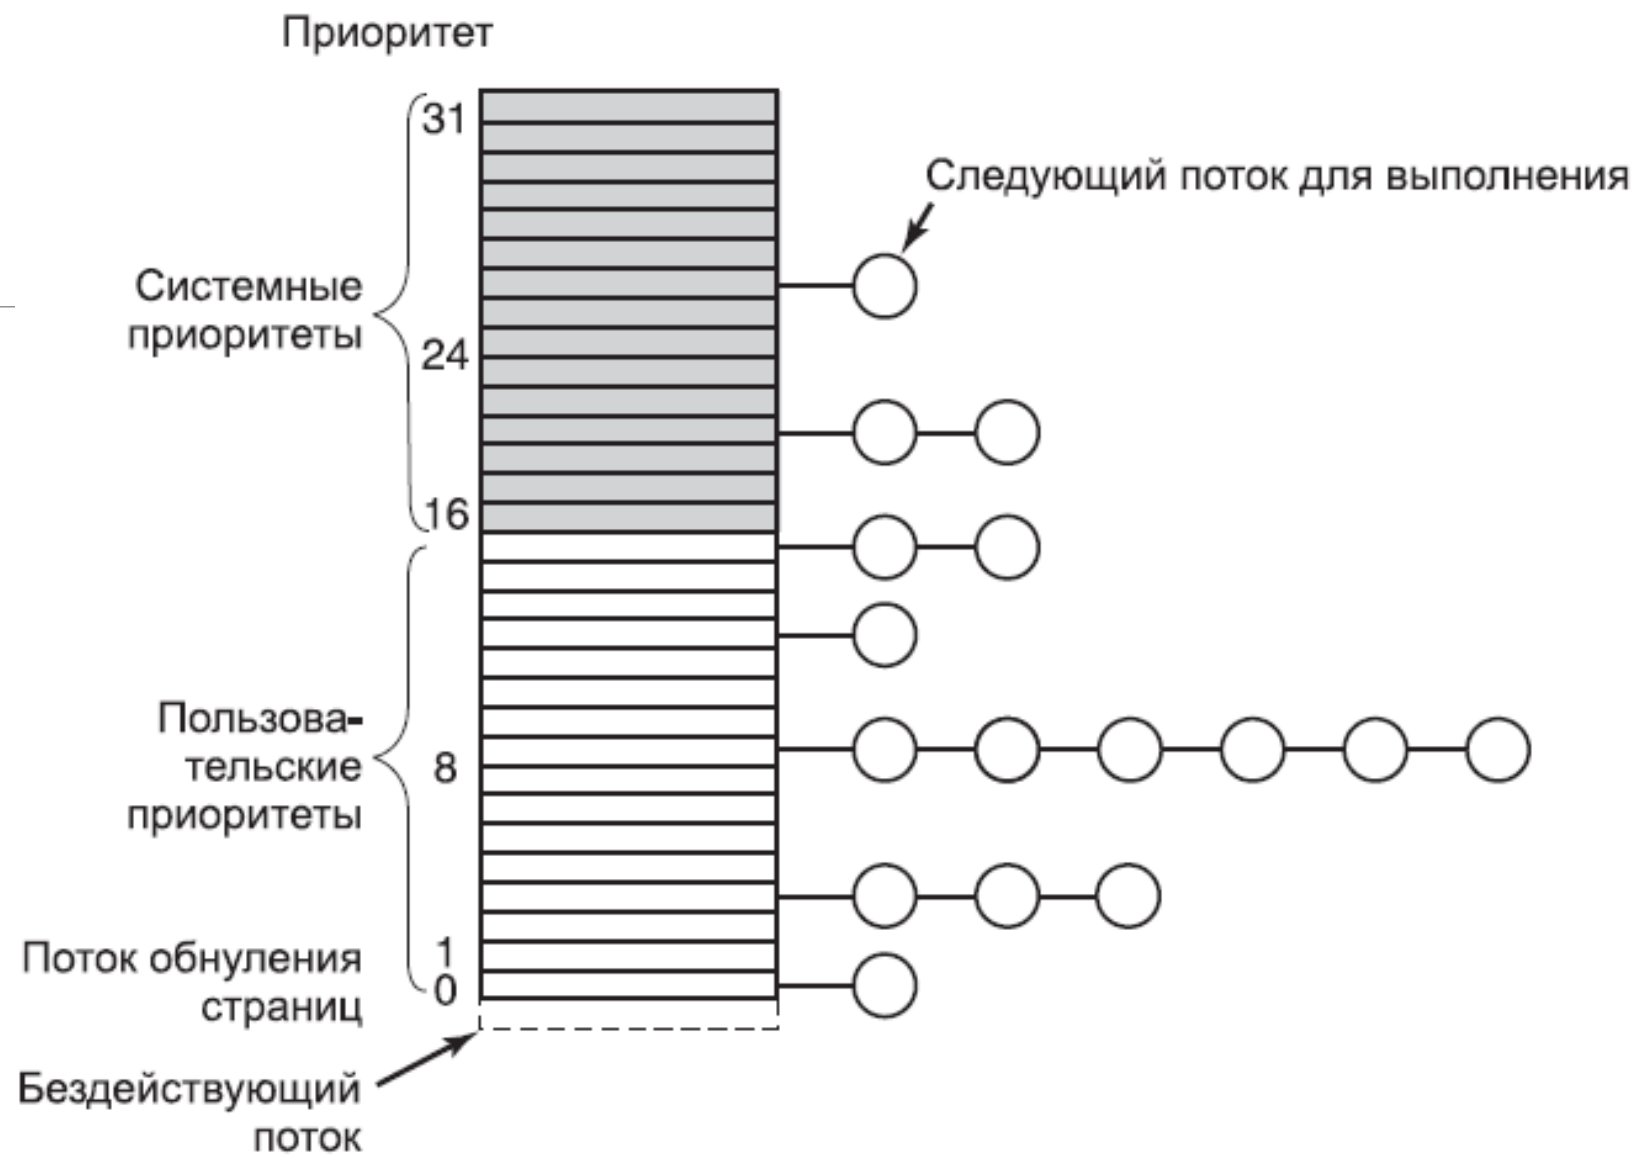 Приоритет
31
Следующий поток для выполнения
Системные
приоритеты
24
16
Пользова-
тельские
приоритеты
8
1
Поток обнуления
страниц
0
Бездействующий
поток